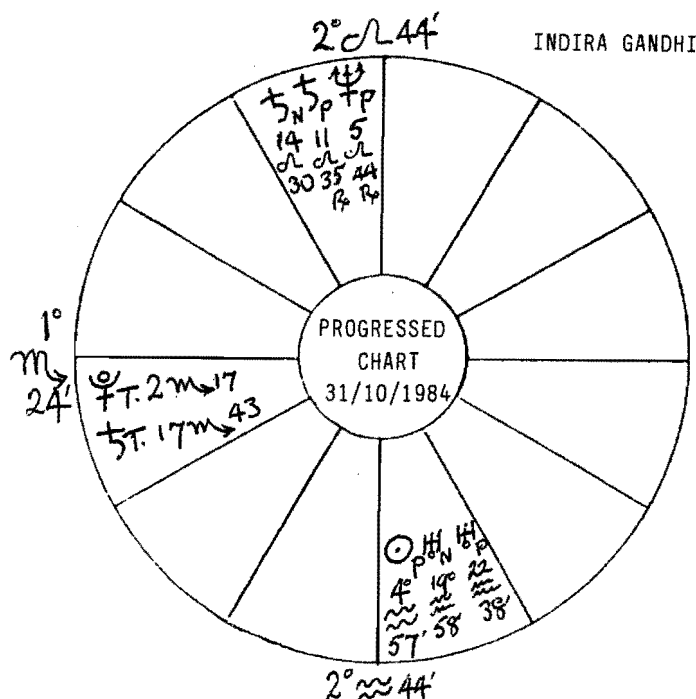 INDIRA GANDHI
2° ♌ 44'
♄N ♄P ♆P
14 11 5
♌ ♌ ♌
30 35 44
℞ ℞
1°
♏
24'
PROGRESSED
CHART
31/10/1984
♇T. 2 ♏ 17
♄T. 17 ♏ 43
☉P ♅N ♅P
4° 19° 22
♒ ♒ ♒
57' 58' 38'
2° ♒ 44'